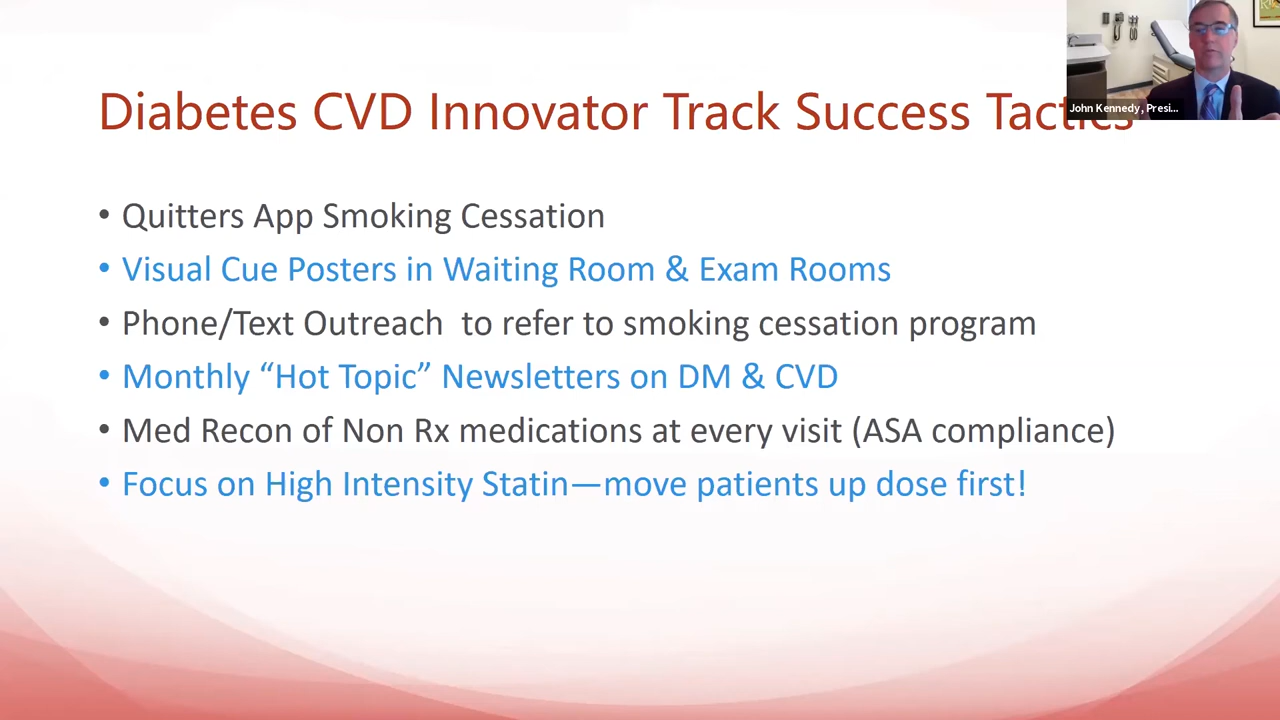 Diabetes CVD Innovator Track Success Tactics
John Kennedy, Presi...
• Quitters App Smoking Cessation
• Visual Cue Posters in Waiting Room & Exam Rooms
• Phone/Text Outreach  to refer to smoking cessation program
• Monthly “Hot Topic” Newsletters on DM & CVD
• Med Recon of Non Rx medications at every visit (ASA compliance)
• Focus on High Intensity Statin—move patients up dose first!